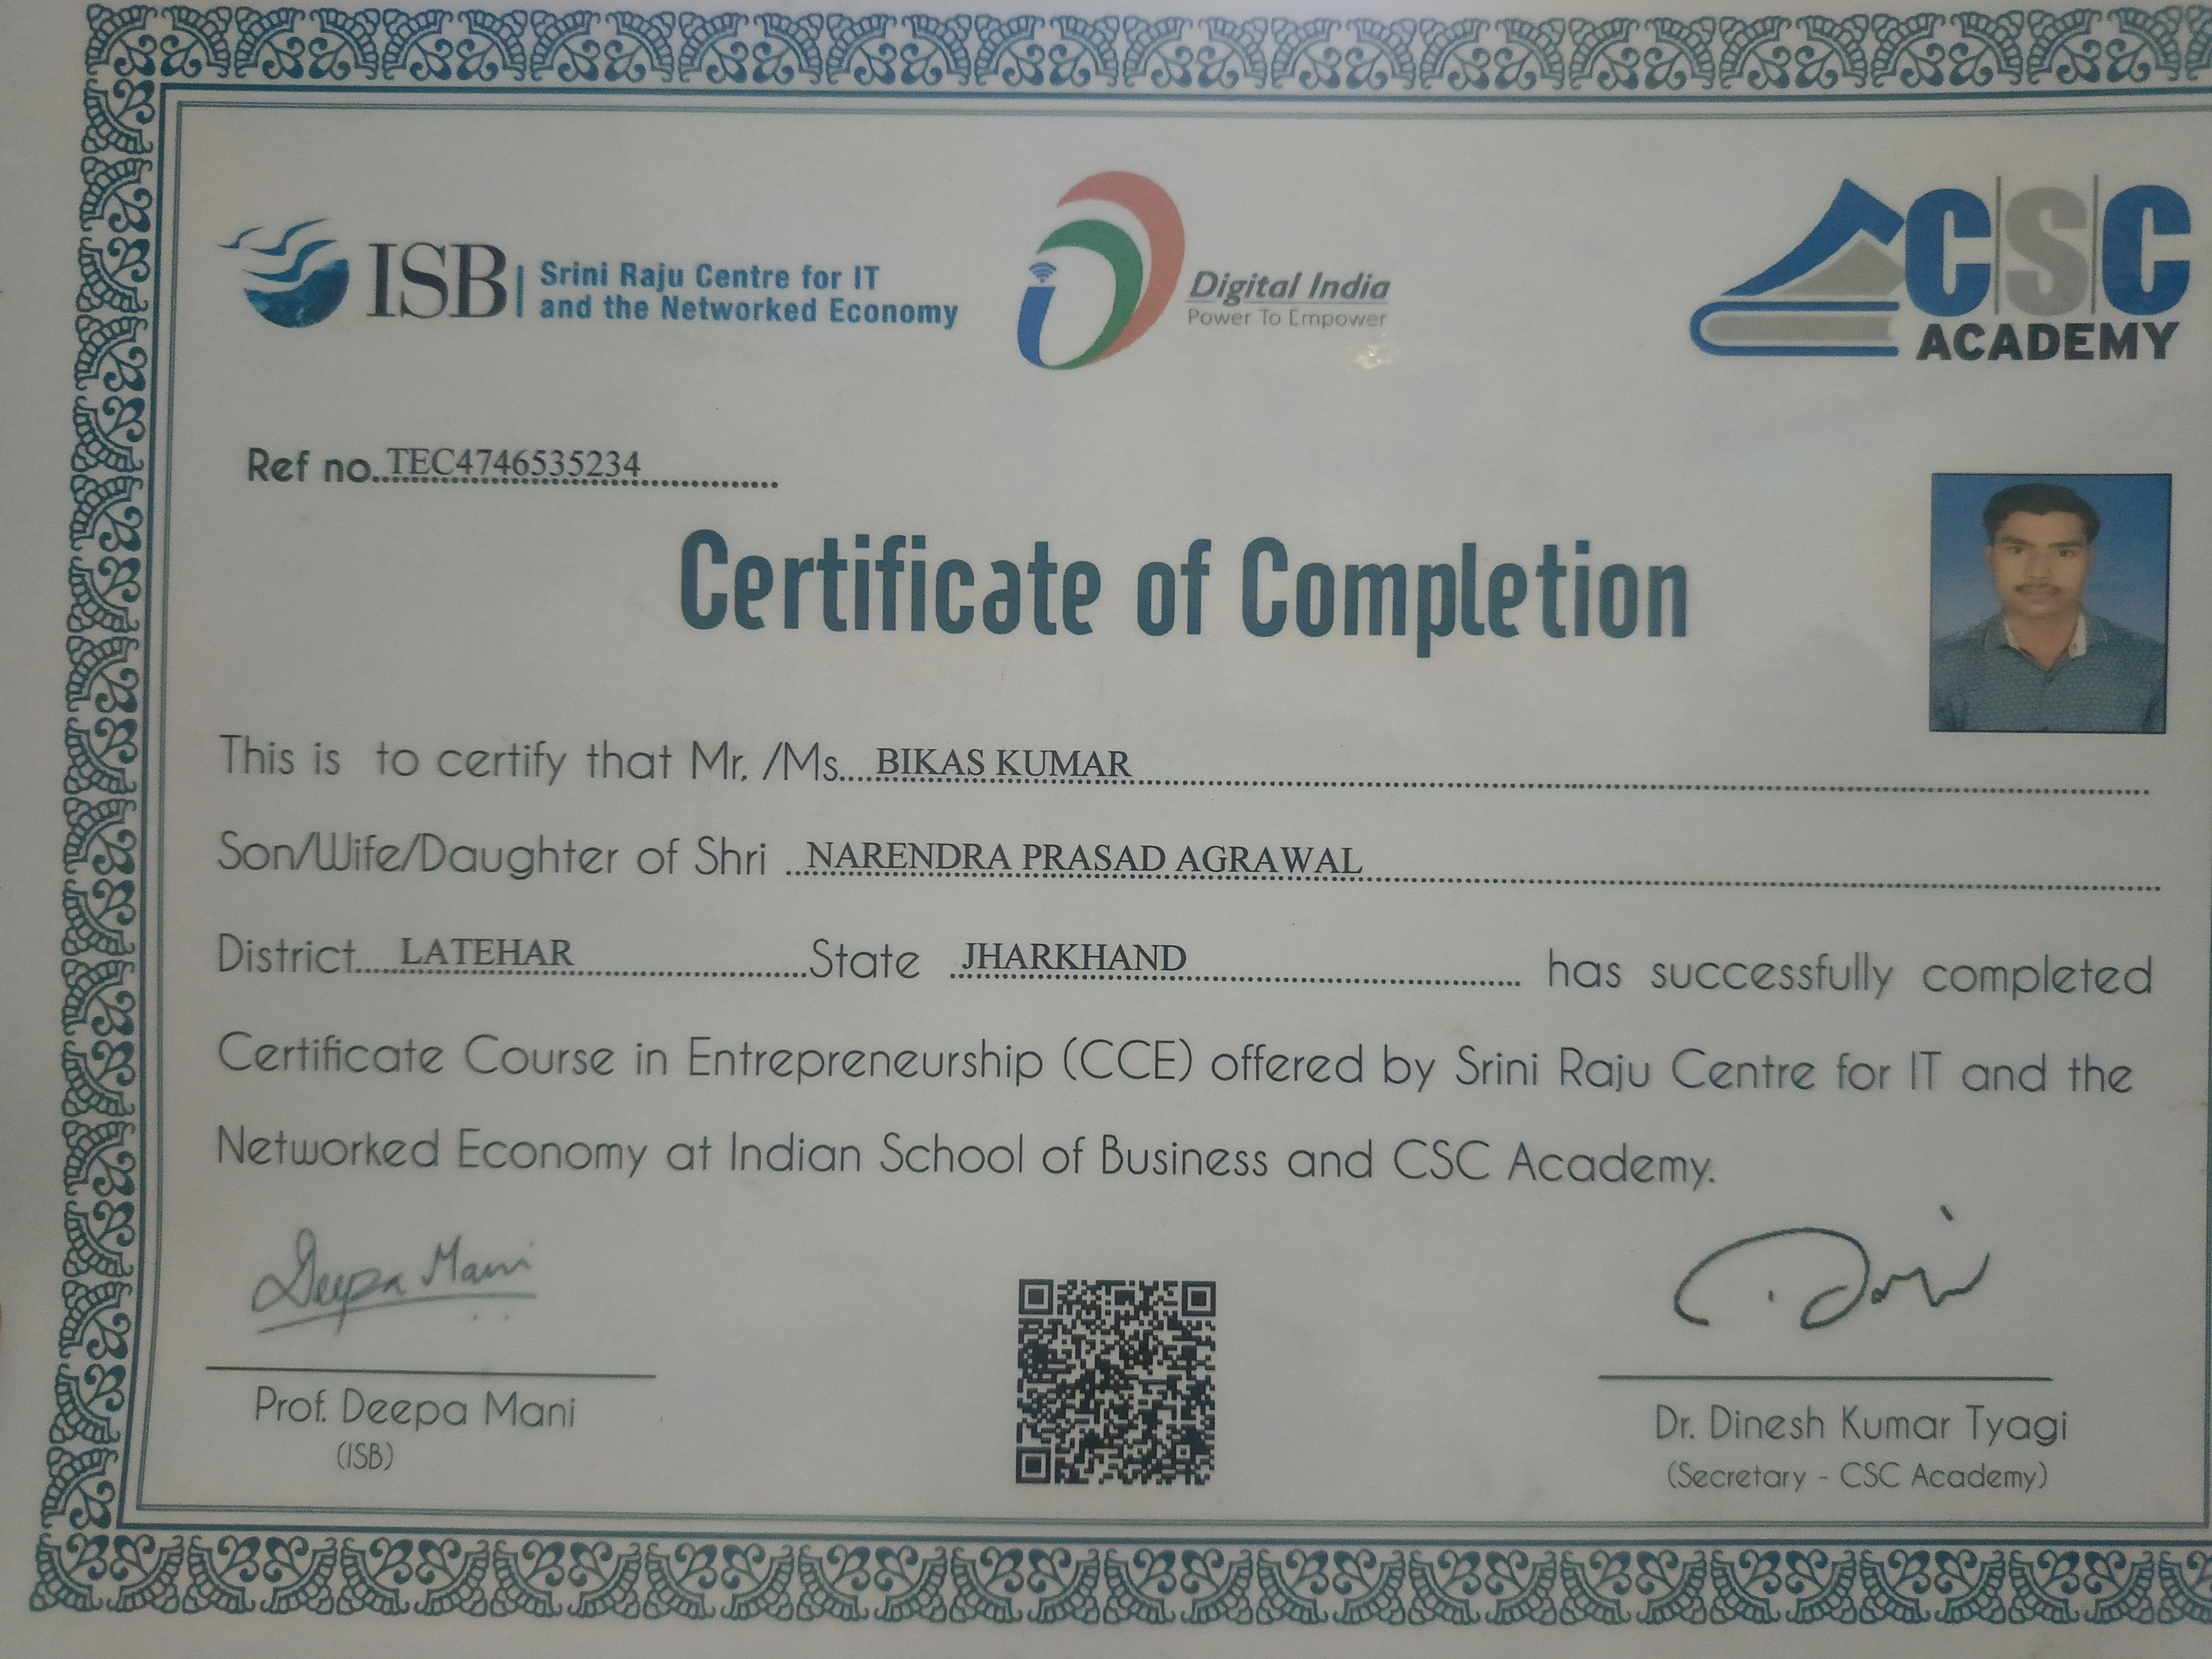 ISB | Srini Raju Centre for IT
and the Networked Economy
Digital India
Power To Empower
CSC
ACADEMY
Ref no. TEC4746535234
Certificate of Completion
This is to certify that Mr. /Ms. BIKAS KUMAR
Son/Wife/Daughter of Shri NARENDRA PRASAD AGRAWAL
District LATEHAR State JHARKHAND has successfully completed
Certificate Course in Entrepreneurship (CCE) offered by Srini Raju Centre for IT and the
Networked Economy at Indian School of Business and CSC Academy.
Deepa Mani
Prof. Deepa Mani
(ISB)
Dr. Dinesh Kumar Tyagi
(Secretary - CSC Academy)